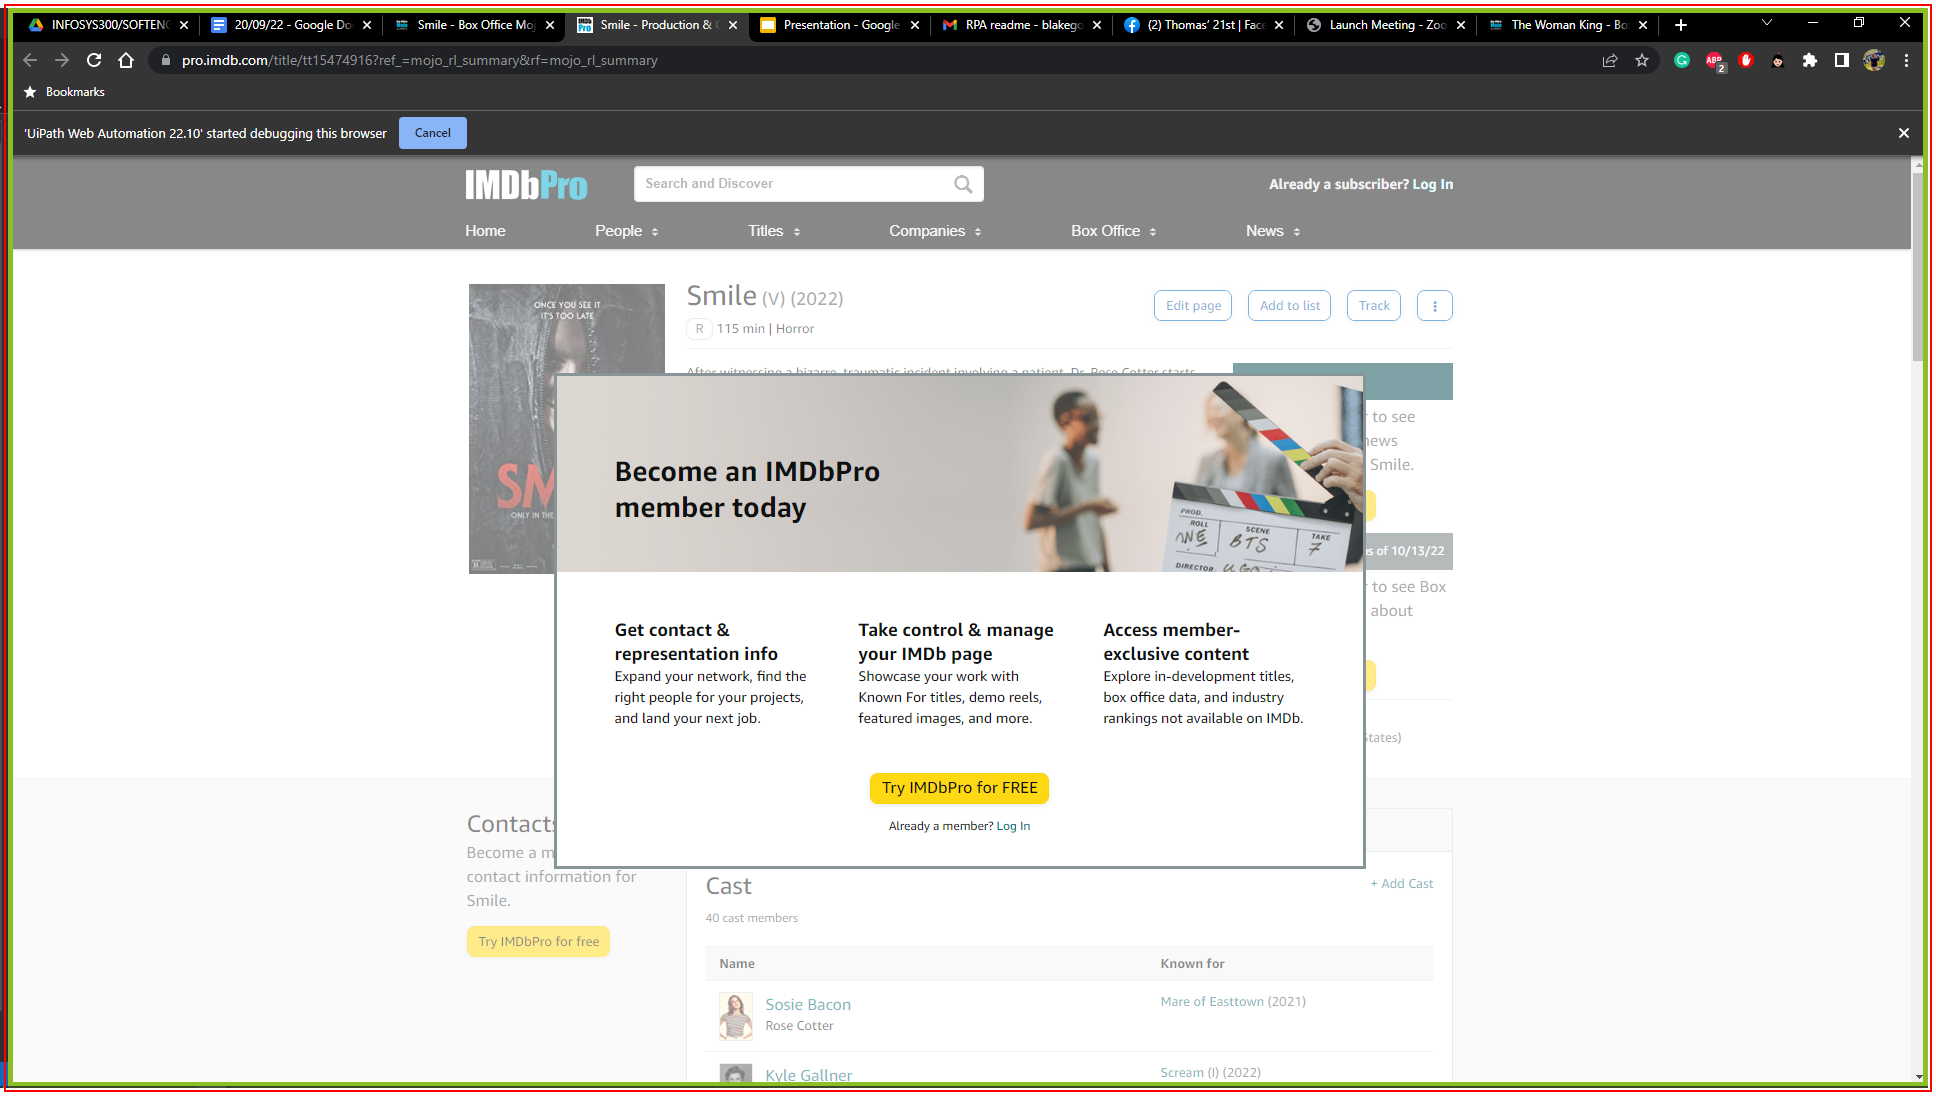 INFOSYS300/SOFTENG
20/09/22 - Google Do
Smile - Box Office Moj
Smile - Production & C
Presentation - Google
RPA readme - blakego
(2) Thomas' 21st | Face
Launch Meeting - Zoo
The Woman King - Bo
pro.imdb.com/title/tt15474916?ref_=mojo_rl_summary&rf=mojo_rl_summary
ABP
2
Bookmarks
'UiPath Web Automation 22.10' started debugging this browser
Cancel
IMDbPro
Search and Discover
Already a subscriber? Log In
Home
People
Titles
Companies
Box Office
News
ONCE YOU SEE IT
IT'S TOO LATE
SM
ONLY IN THE
Smile (V) (2022)
Edit page
Add to list
Track
R 115 min | Horror
After witnessing a bizarre, traumatic incident involving a patient, Dr. Rose Cotter starts
to see
news
Smile.
as of 10/13/22
to see Box
about
States)
Become an IMDbPro
member today
PROD.
ROLL
SCENE
TAKE
BTS
7
DIRECTOR
Get contact &
representation info
Expand your network, find the
right people for your projects,
and land your next job.
Take control & manage
your IMDb page
Showcase your work with
Known For titles, demo reels,
featured images, and more.
Access member-
exclusive content
Explore in-development titles,
box office data, and industry
rankings not available on IMDb.
Try IMDbPro for FREE
Already a member? Log In
Contacts
Become a m
contact information for
Smile.
Try IMDbPro for free
Cast
+ Add Cast
40 cast members
Name
Known for
Sosie Bacon
Rose Cotter
Mare of Easttown (2021)
Kyle Gallner
Scream (I) (2022)